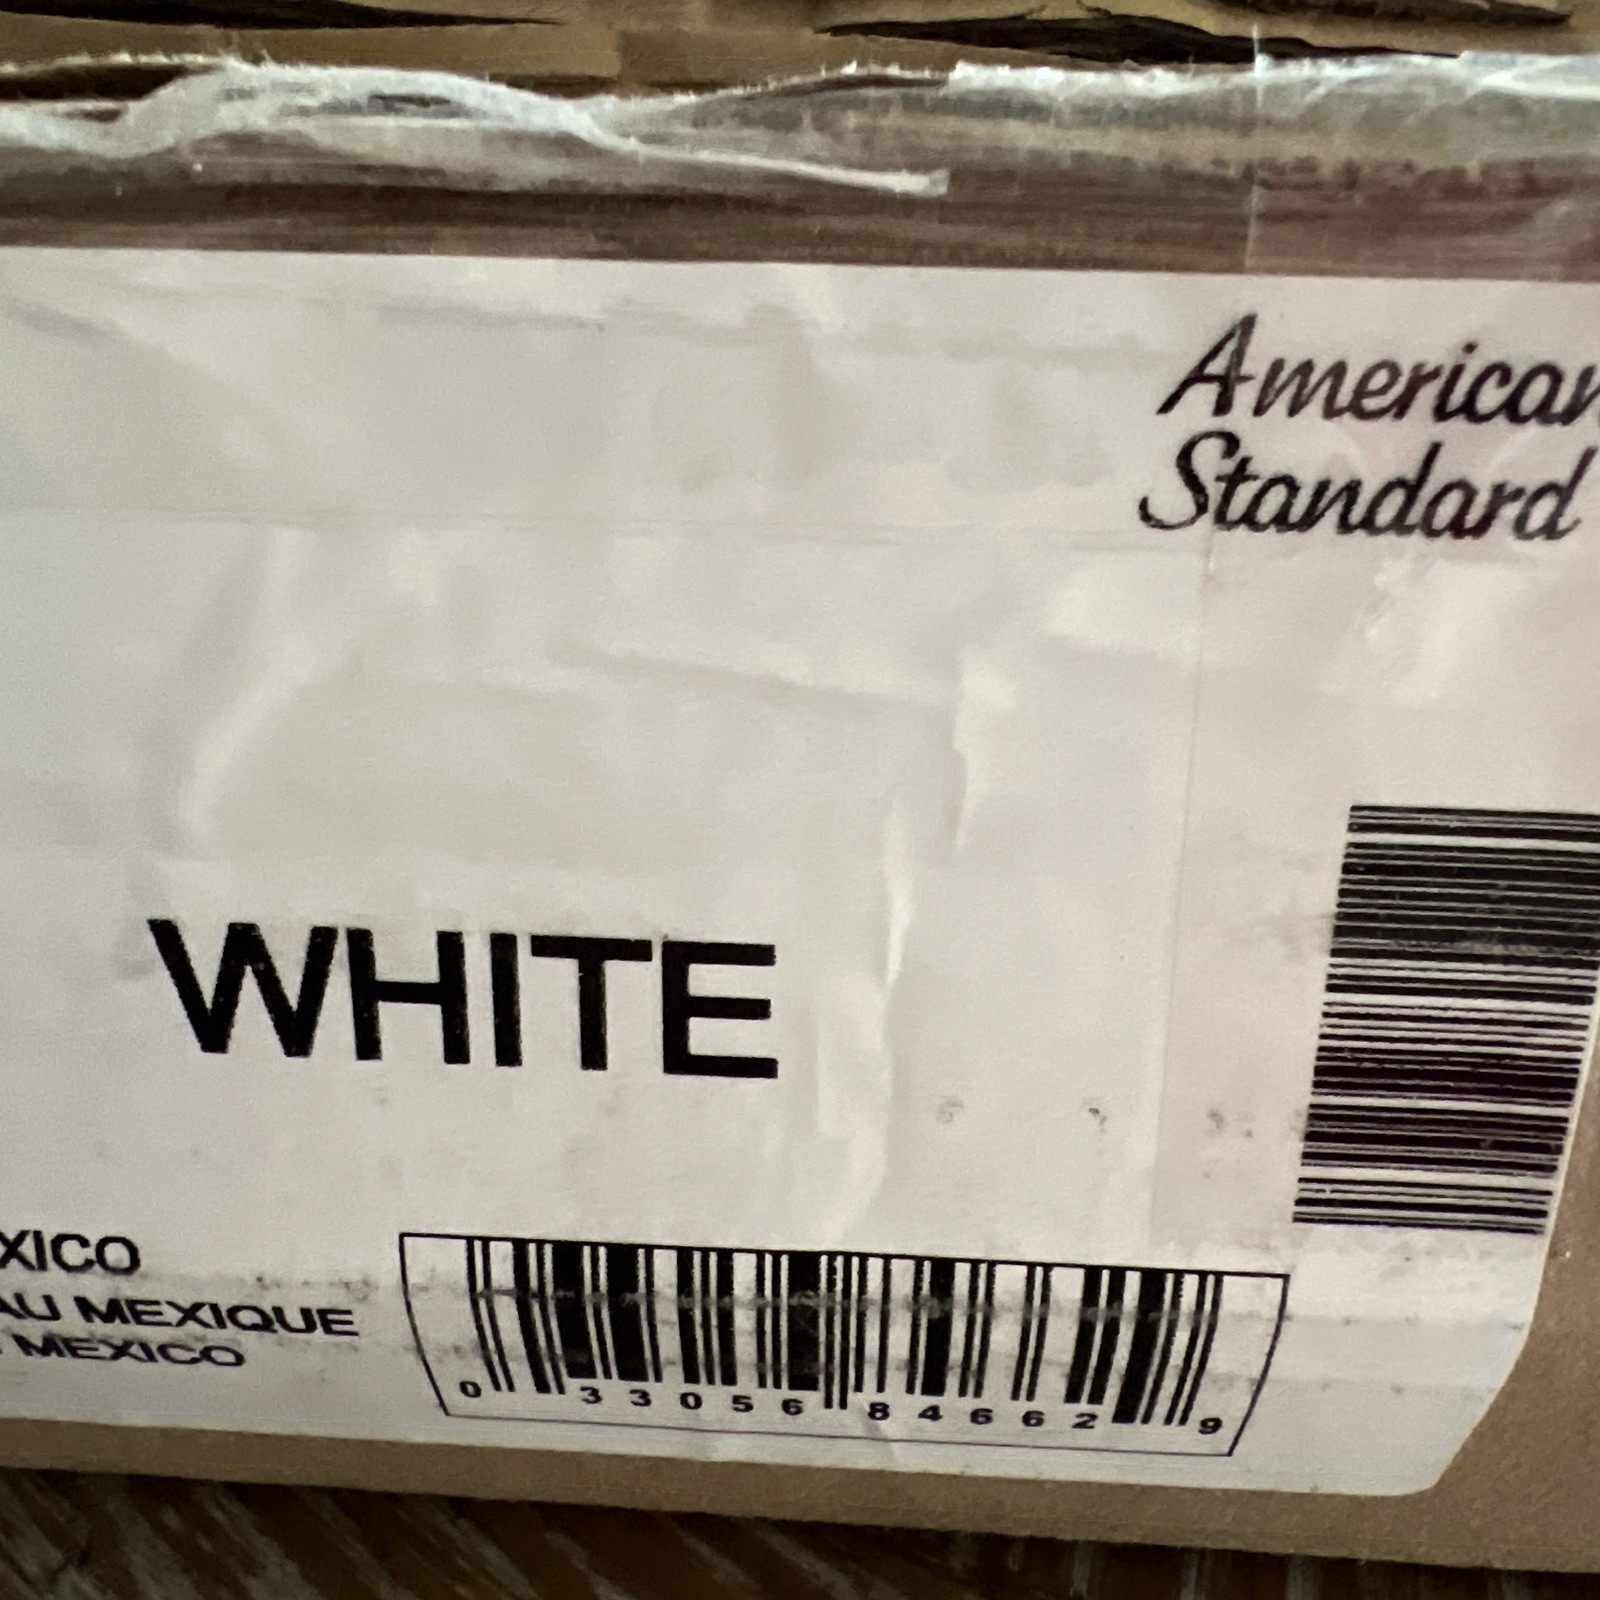 American
Standard
WHITE
XICO
AU MEXIQUE
MEXICO
0 33056 84662 9